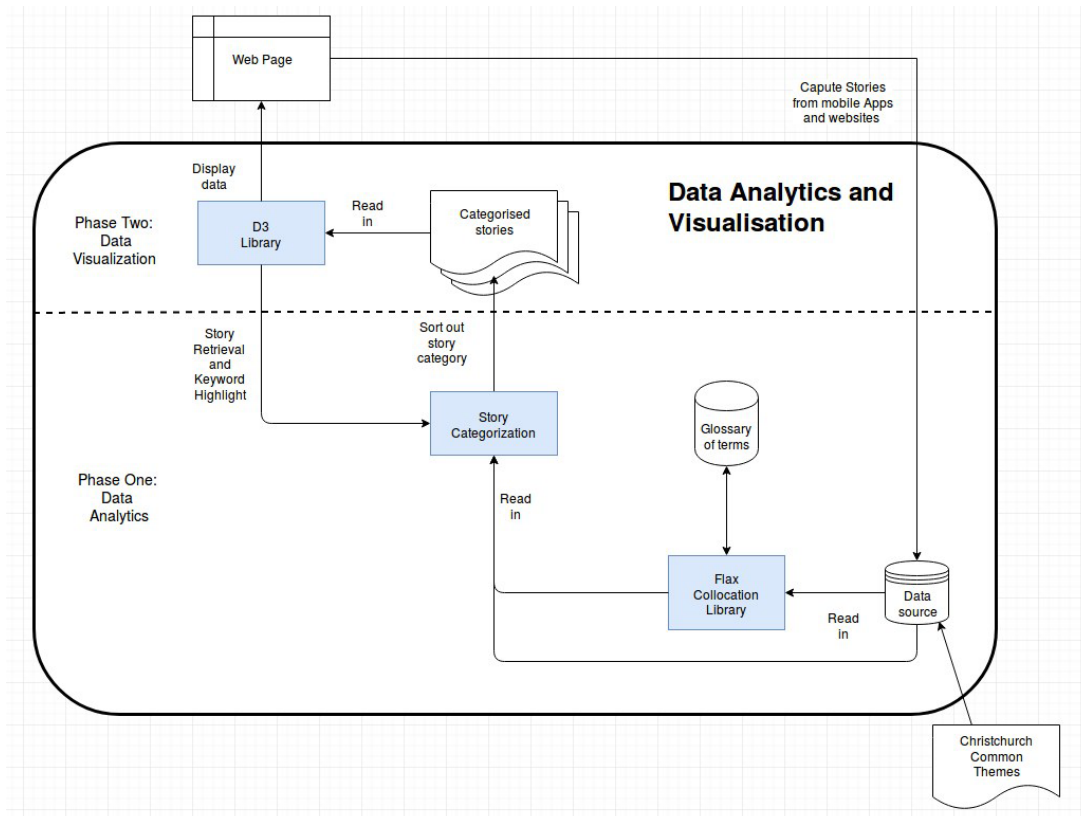 Web Page
Capute Stories
from mobile Apps
and websites
Display
data
Data Analytics and
Visualisation
Phase Two:
Data
Visualization
D3
Library
Read
in
Categorised
stories
Story
Retrieval
and
Keyword
Highlight
Sort out
story
category
Story
Categorization
Glossary
of terms
Phase One:
Data
Analytics
Read
in
Flax
Collocation
Library
Data
source
Read
in
Christchurch
Common
Themes